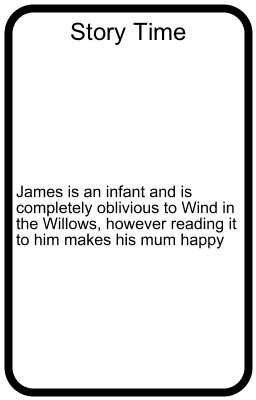 Story Time
James is an infant and is
completely oblivious to Wind in
the Willows, however reading it
to him makes his mum happy